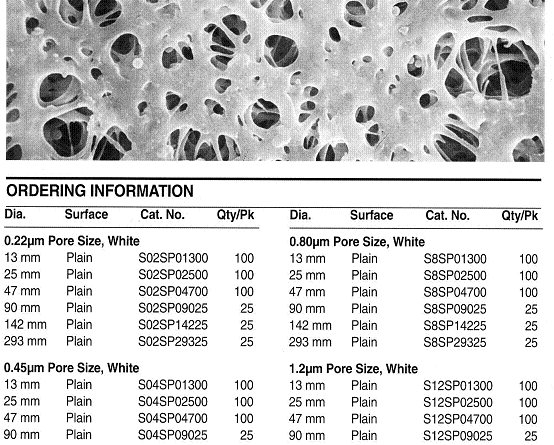 ORDERING INFORMATION
Dia. Surface Cat. No. Qty/Pk
0.22µm Pore Size, White
13 mm Plain S02SP01300 100
25 mm Plain S02SP02500 100
47 mm Plain S02SP04700 100
90 mm Plain S02SP09025 25
142 mm Plain S02SP14225 25
293 mm Plain S02SP29325 25
0.45µm Pore Size, White
13 mm Plain S04SP01300 100
25 mm Plain S04SP02500 100
47 mm Plain S04SP04700 100
90 mm Plain S04SP09025 25
Dia. Surface Cat. No. Qty/Pk
0.80µm Pore Size, White
13 mm Plain S8SP01300 100
25 mm Plain S8SP02500 100
47 mm Plain S8SP04700 100
90 mm Plain S8SP09025 25
142 mm Plain S8SP14225 25
293 mm Plain S8SP29325 25
1.2µm Pore Size, White
13 mm Plain S12SP01300 100
25 mm Plain S12SP02500 100
47 mm Plain S12SP04700 100
90 mm Plain S12SP09025 25